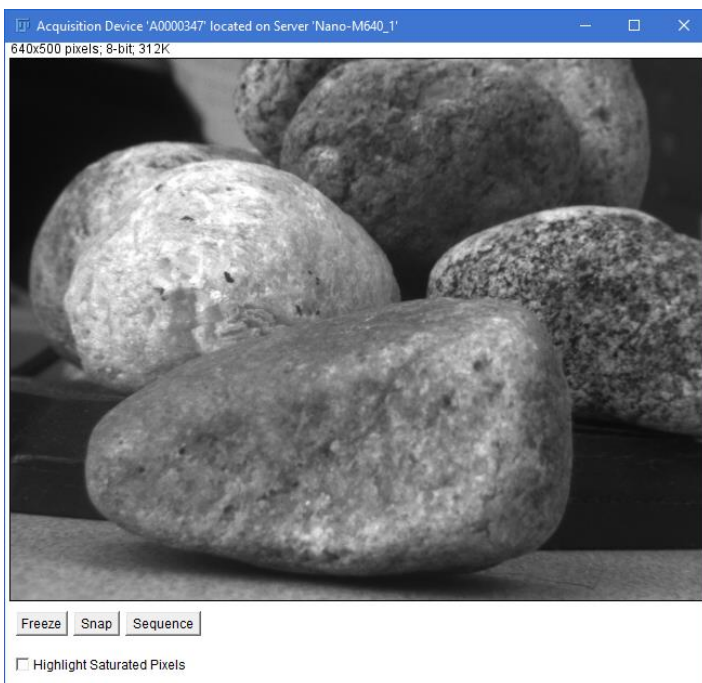 Acquisition Device 'A0000347' located on Server 'Nano-M640_1'
640x500 pixels; 8-bit; 312K
Freeze Snap Sequence
Highlight Saturated Pixels